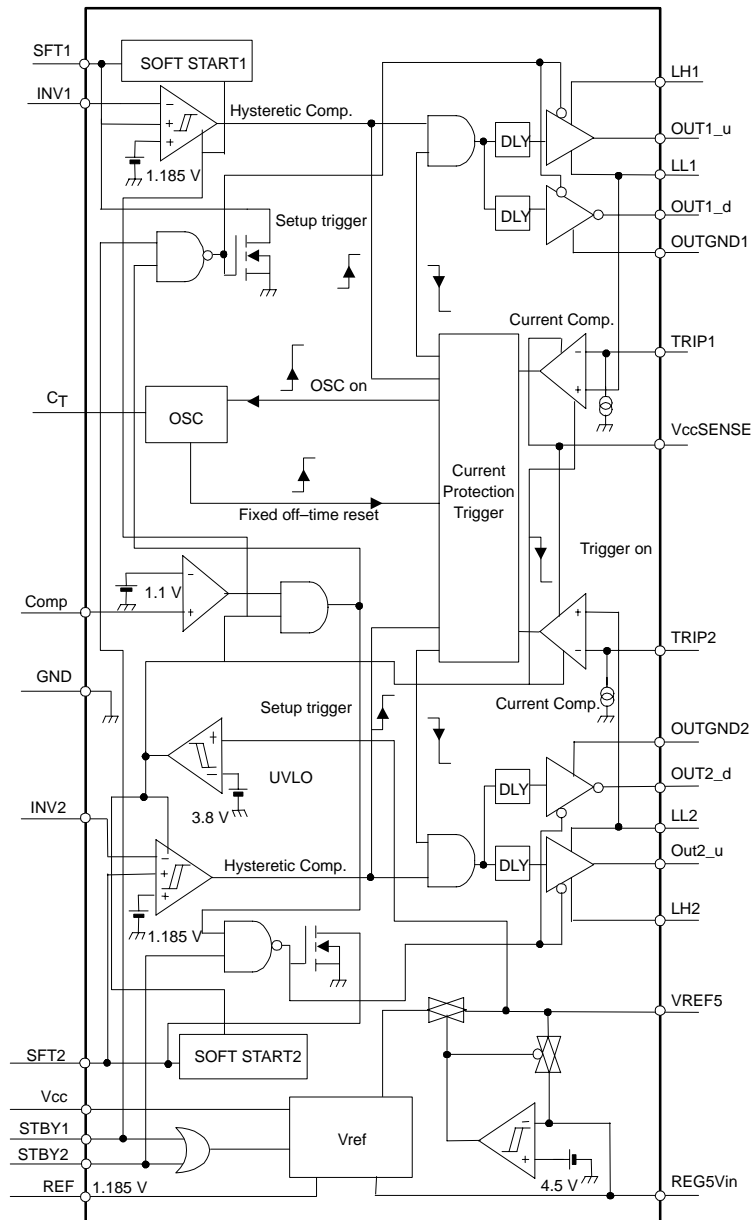 SFT1
SOFT START1
LH1
INV1
Hysteretic Comp.
–
+
+
DLY
OUT1_u
1.185 V
LL1
DLY
OUT1_d
Setup trigger
OUTGND1
Current Comp.
–
TRIP1
+
CT
OSC on
OSC
VccSENSE
Current
Protection
Trigger
Fixed off–time reset
Trigger on
–
1.1 V
Comp
+
+
–
TRIP2
GND
Current Comp.
Setup trigger
OUTGND2
+
–
UVLO
DLY
OUT2_d
3.8 V
INV2
LL2
–
+
+
Hysteretic Comp.
DLY
Out2_u
1.185 V
LH2
VREF5
SFT2
SOFT START2
Vcc
STBY1
Vref
–
+
STBY2
4.5 V
REF
1.185 V
REG5Vin